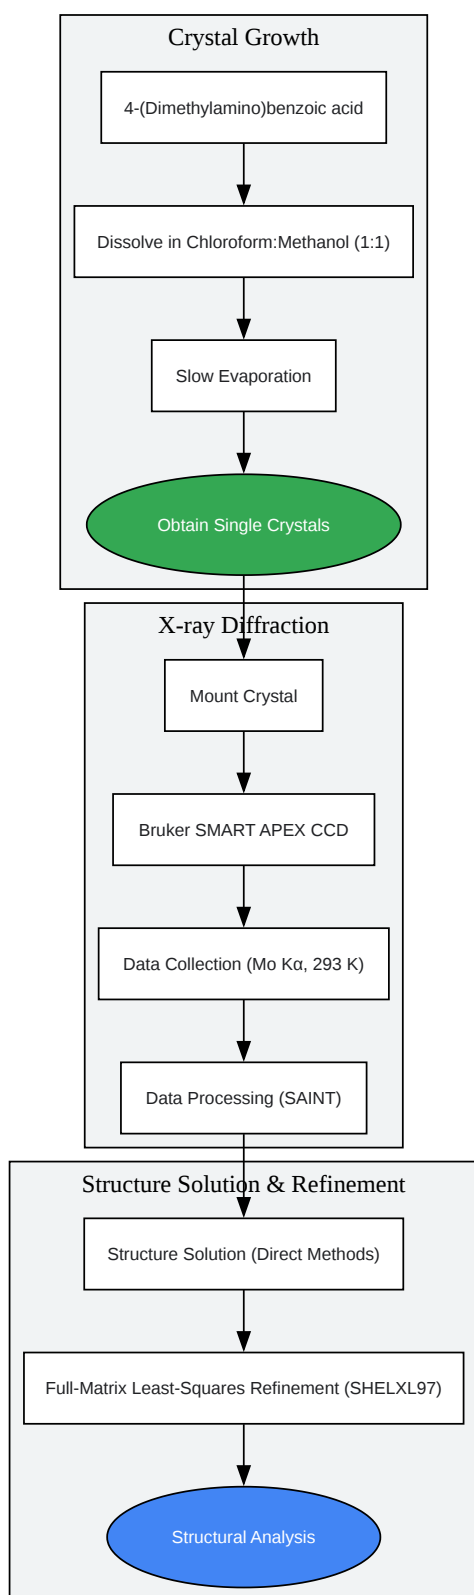 Crystal Growth
4-(Dimethylamino)benzoic acid
Dissolve in Chloroform:Methanol (1:1)
Slow Evaporation
Obtain Single Crystals
X-ray Diffraction
Mount Crystal
Bruker SMART APEX CCD
Data Collection (Mo Kα, 293 K)
Data Processing (SAINT)
Structure Solution & Refinement
Structure Solution (Direct Methods)
Full-Matrix Least-Squares Refinement (SHELXL97)
Structural Analysis